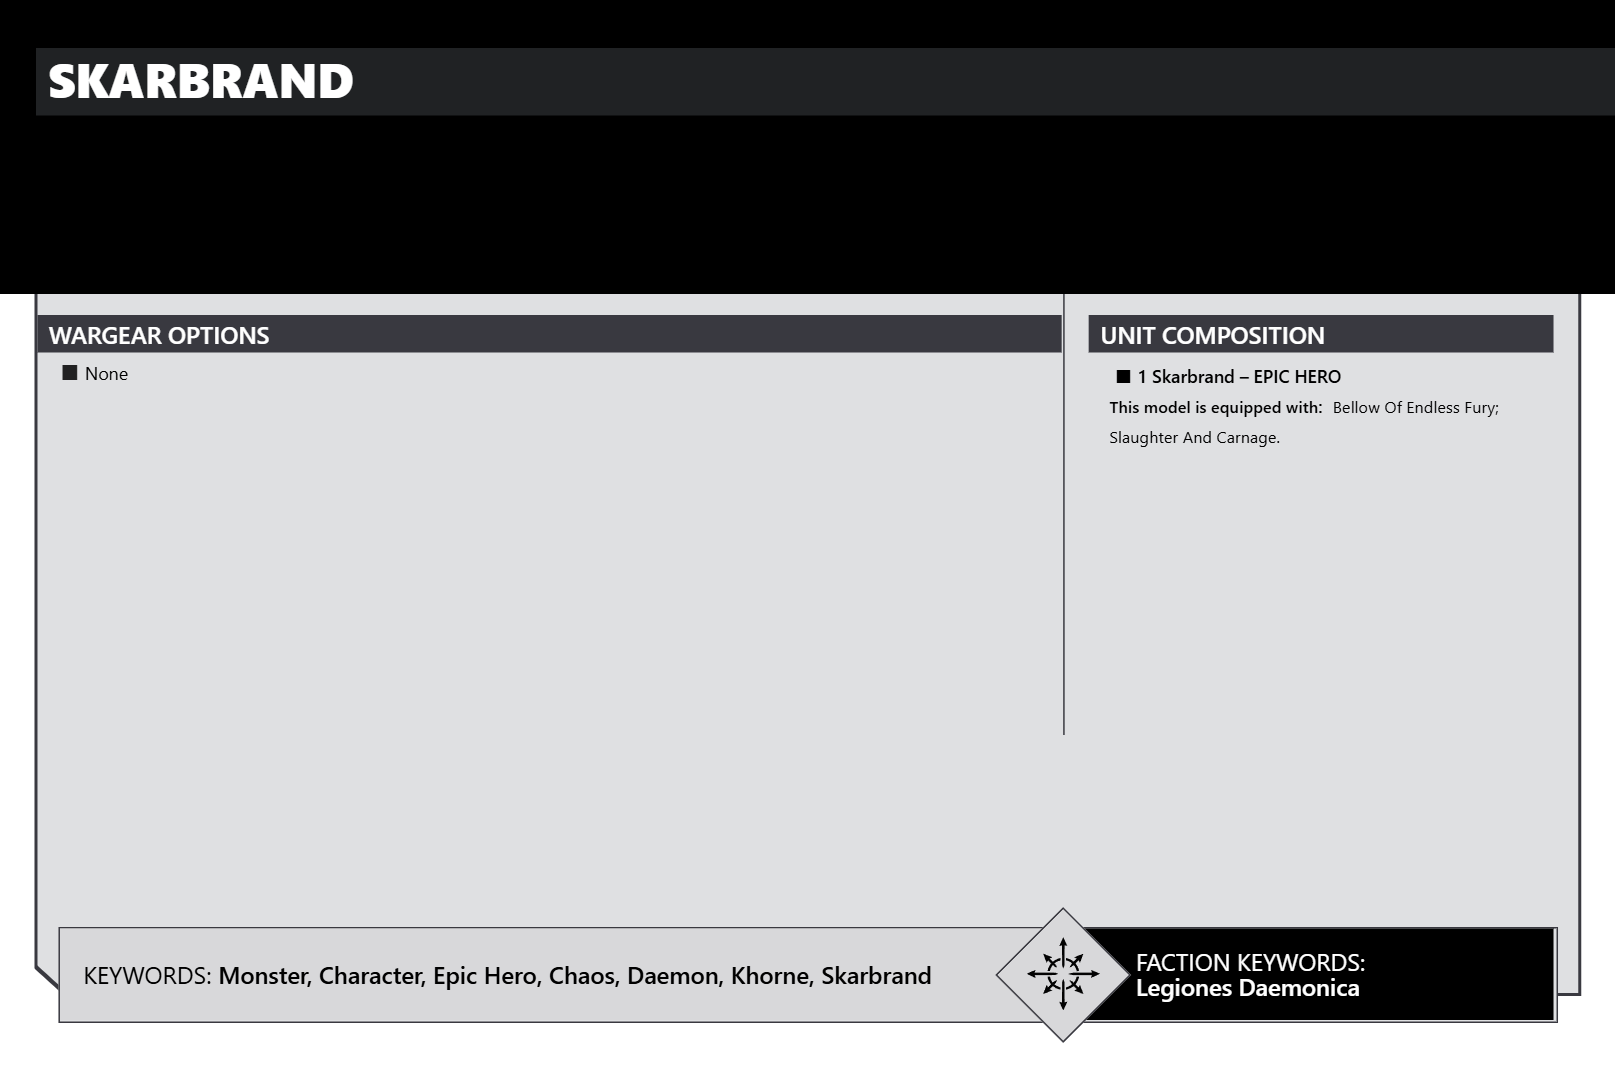 SKARBRAND
WARGEAR OPTIONS
■ None
UNIT COMPOSITION
■ 1 Skarbrand – EPIC HERO
This model is equipped with: Bellow Of Endless Fury;
Slaughter And Carnage.
KEYWORDS: Monster, Character, Epic Hero, Chaos, Daemon, Khorne, Skarbrand
FACTION KEYWORDS:
Legiones Daemonica